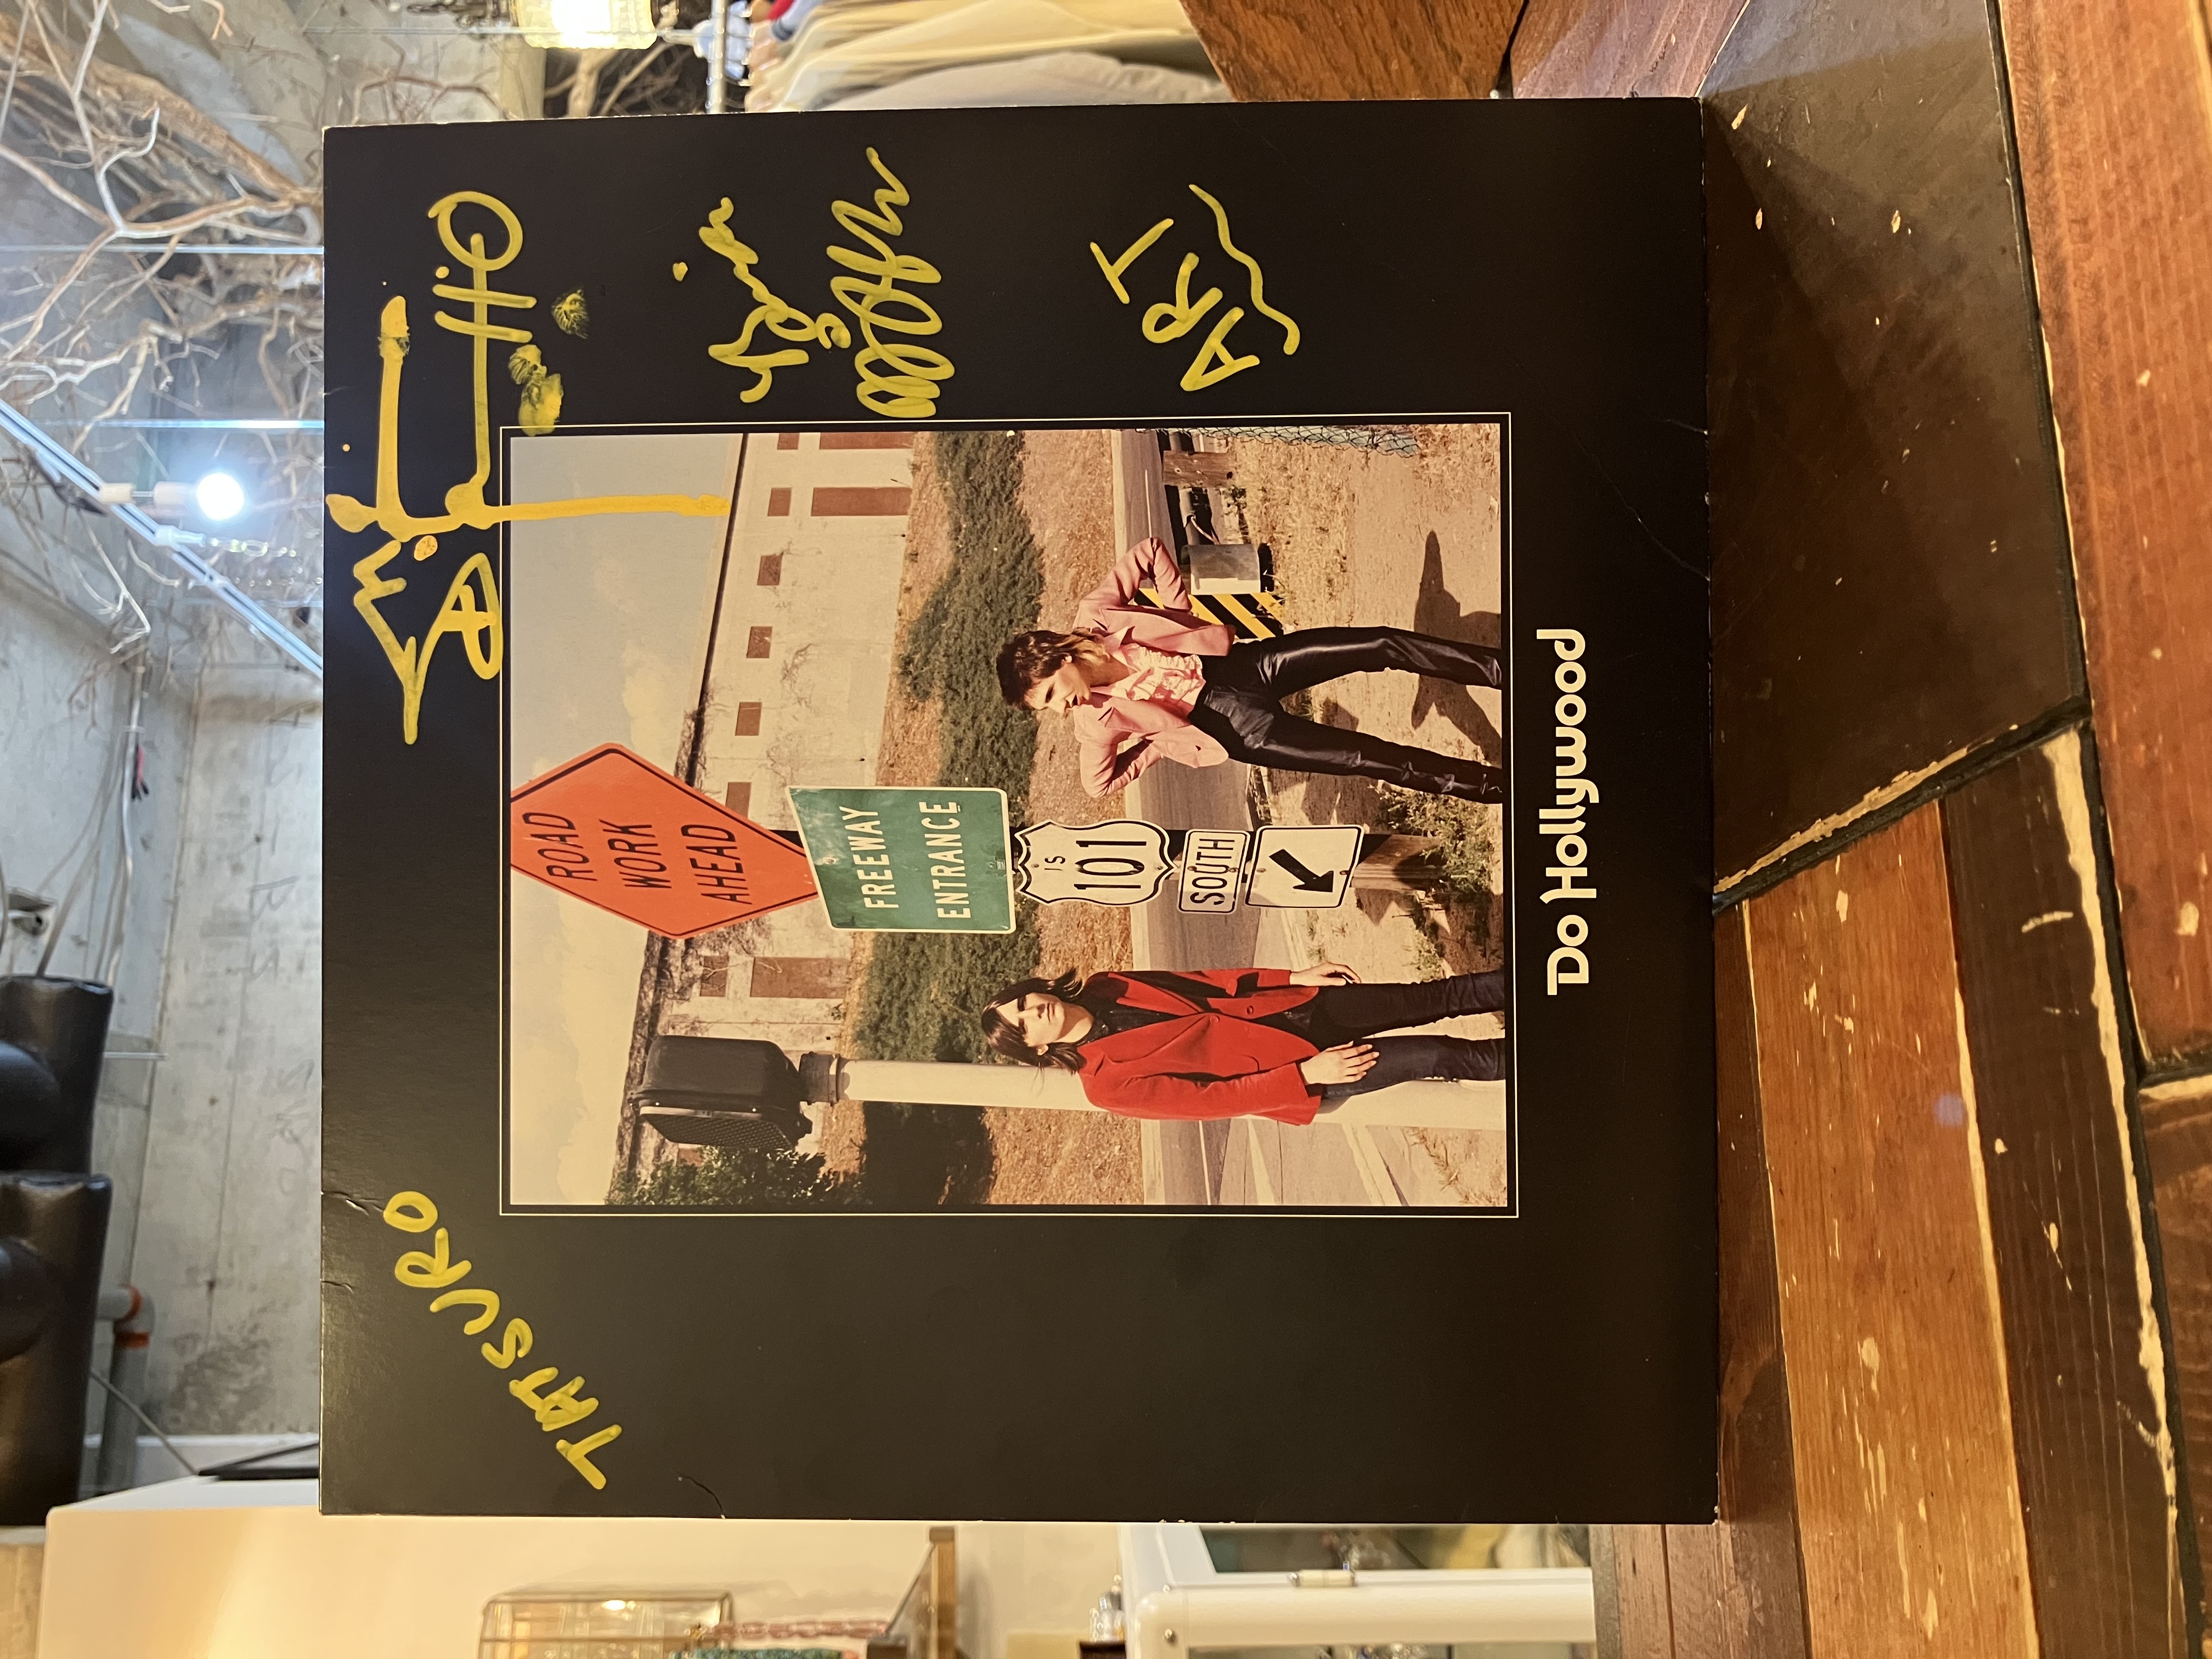 TATSURO
ART
ROAD
WORK
AHEAD
FREEWAY
ENTRANCE
US
101
SOUTH
Do Hollywood